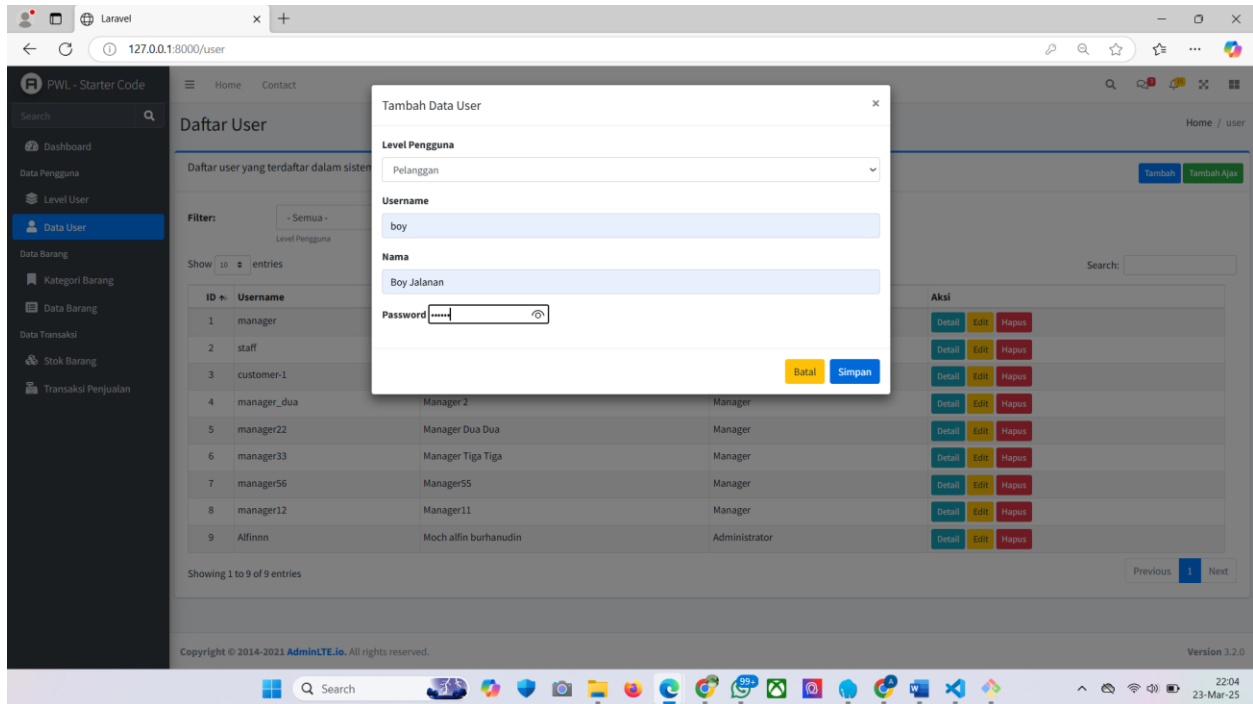 Laravel
127.0.0.1:8000/user
PWL - Starter Code
Home Contact
Search
Dashboard
Data Pengguna
Level User
Data User
Data Barang
Kategori Barang
Data Barang
Data Transaksi
Stok Barang
Transaksi Penjualan
Daftar User
Home / user
Daftar user yang terdaftar dalam sistem
Tambah Tambah Ajax
Filter: - Semua -
Level Pengguna
Show 10 entries
Search:
Tambah Data User ×
Level Pengguna
Pelanggan
Username
boy
Nama
Boy Jalanan
Password ••••••
Batal Simpan
ID Username Aksi
1 manager Detail Edit Hapus
2 staff Detail Edit Hapus
3 customer-1 Detail Edit Hapus
4 manager_dua Manager 2 Manager Detail Edit Hapus
5 manager22 Manager Dua Dua Manager Detail Edit Hapus
6 manager33 Manager Tiga Tiga Manager Detail Edit Hapus
7 manager56 Manager55 Manager Detail Edit Hapus
8 manager12 Manager11 Manager Detail Edit Hapus
9 Alfinnn Moch alfin burhanudin Administrator Detail Edit Hapus
Showing 1 to 9 of 9 entries
Previous 1 Next
Copyright © 2014-2021 AdminLTE.io. All rights reserved.
Version 3.2.0
Search
99+
22:04
23-Mar-25